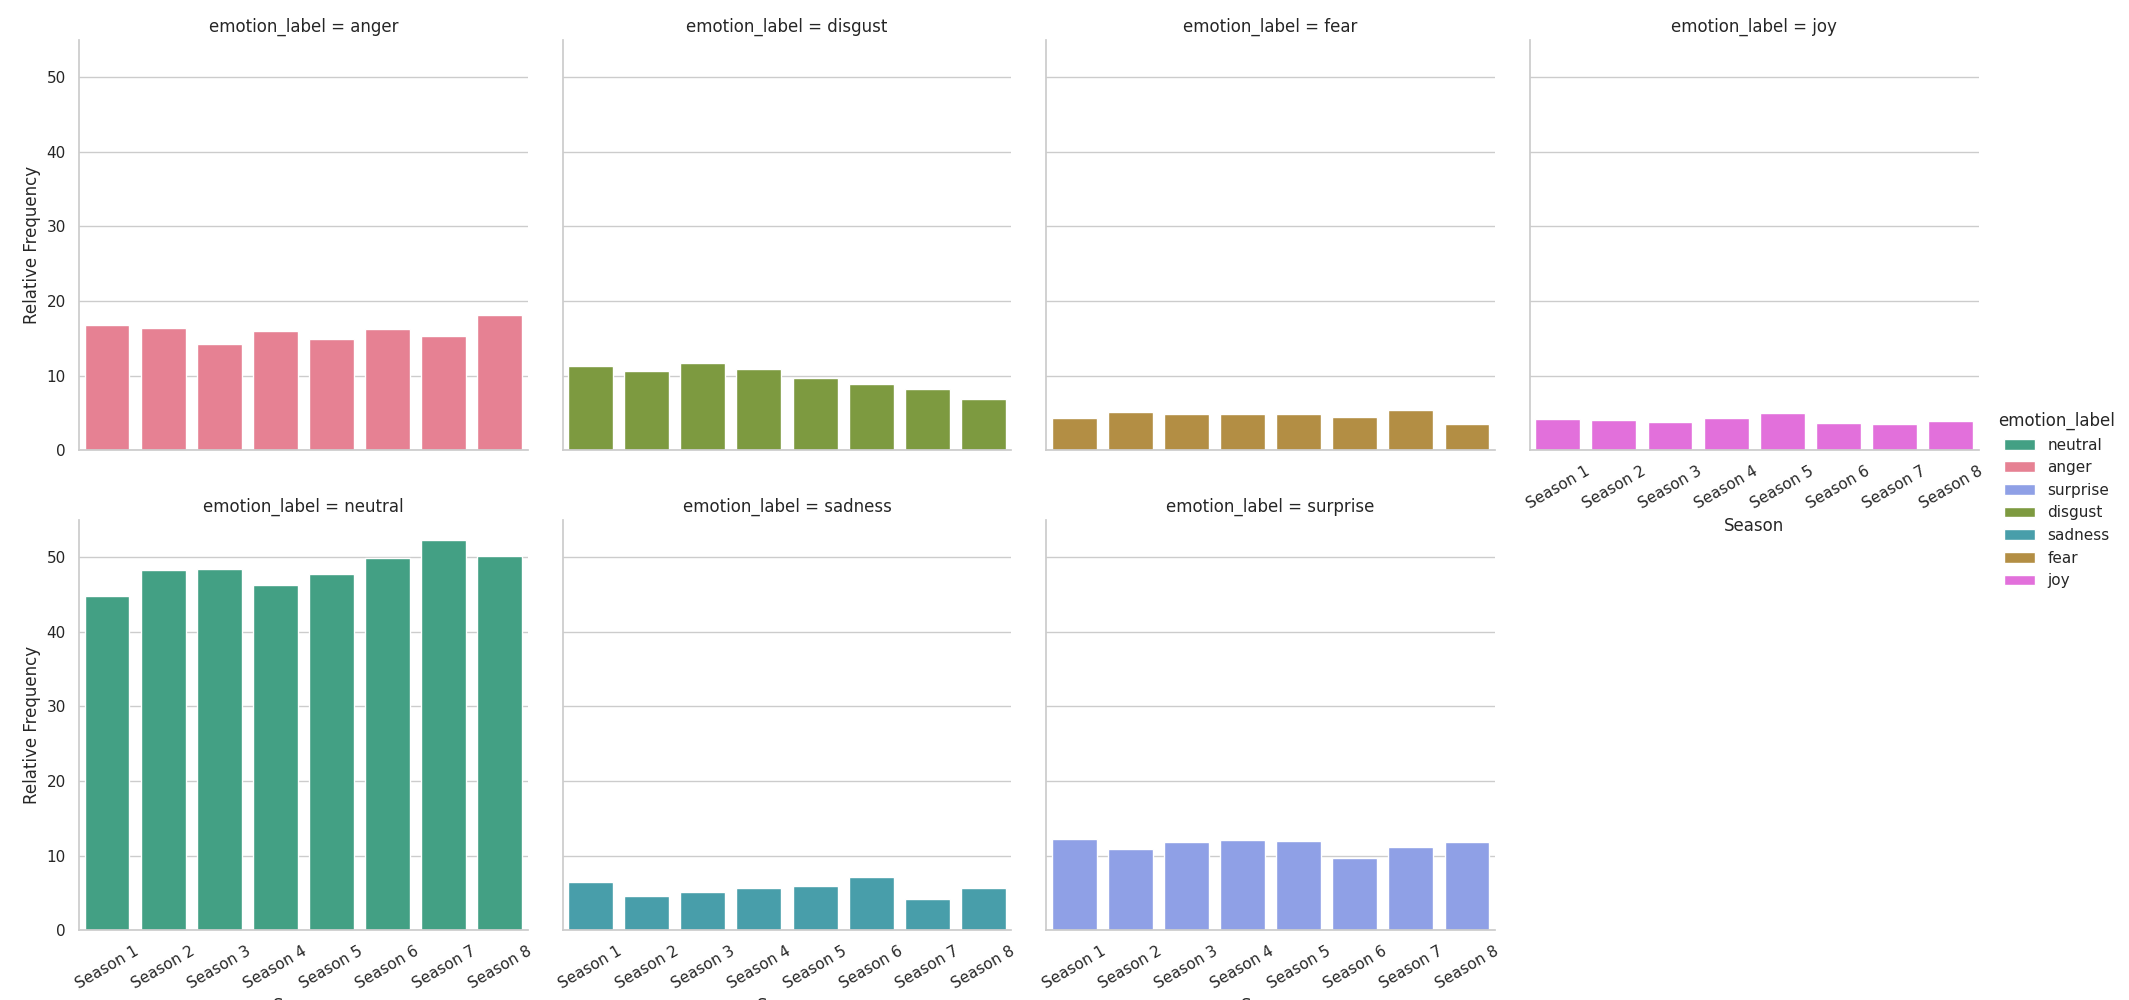 emotion_label = anger
emotion_label = disgust
emotion_label = fear
emotion_label = joy
Relative Frequency
50
40
30
20
10
0
Season 1 Season 2 Season 3 Season 4 Season 5 Season 6 Season 7 Season 8
Season
emotion_label
neutral
anger
surprise
disgust
sadness
fear
joy
emotion_label = neutral
emotion_label = sadness
emotion_label = surprise
Relative Frequency
50
40
30
20
10
0
Season 1 Season 2 Season 3 Season 4 Season 5 Season 6 Season 7 Season 8
Season 1 Season 2 Season 3 Season 4 Season 5 Season 6 Season 7 Season 8
Season 1 Season 2 Season 3 Season 4 Season 5 Season 6 Season 7 Season 8